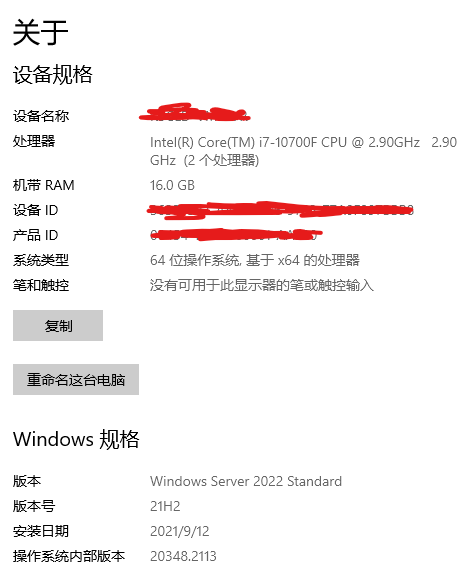 关于
设备规格
设备名称
处理器 Intel(R) Core(TM) i7-10700F CPU @ 2.90GHz 2.90
GHz (2 个处理器)
机带 RAM 16.0 GB
设备 ID
产品 ID
系统类型 64 位操作系统, 基于 x64 的处理器
笔和触控 没有可用于此显示器的笔或触控输入
复制
重命名这台电脑
Windows 规格
版本 Windows Server 2022 Standard
版本号 21H2
安装日期 2021/9/12
操作系统内部版本 20348.2113